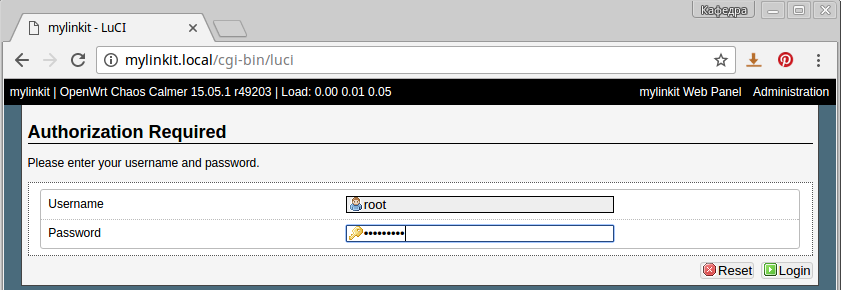 Кафедра
mylinkit - LuCI
mylinkit.local/cgi-bin/luci
mylinkit | OpenWrt Chaos Calmer 15.05.1 r49203 | Load: 0.00 0.01 0.05 mylinkit Web Panel Administration
Authorization Required
Please enter your username and password.
Username root
Password •••••••••
Reset Login